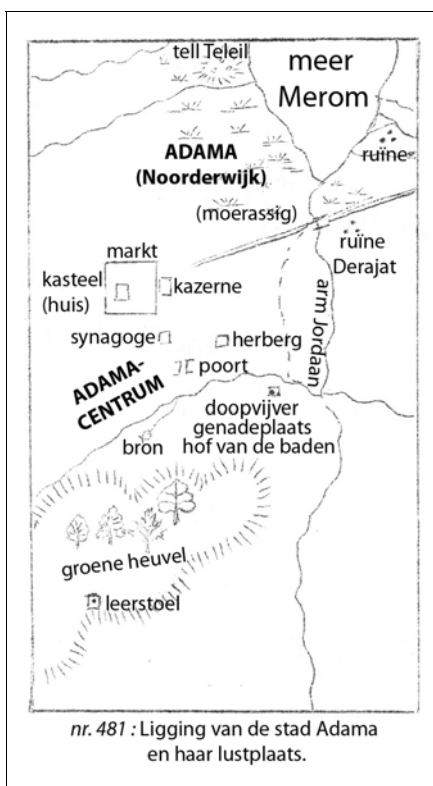 tell Teleil
meer
Merom
ADAMA
(Noorderwijk)
ruïne
(moerassig)
ruïne
Derajat
markt
kasteel
(huis)
kazerne
arm Jordaan
synagoge
herberg
poort
ADAMA-
CENTRUM
doopvijver
genadeplaats
hof van de baden
bron
groene heuvel
leerstoel
nr. 481 : Ligging van de stad Adama
en haar lustplaats.